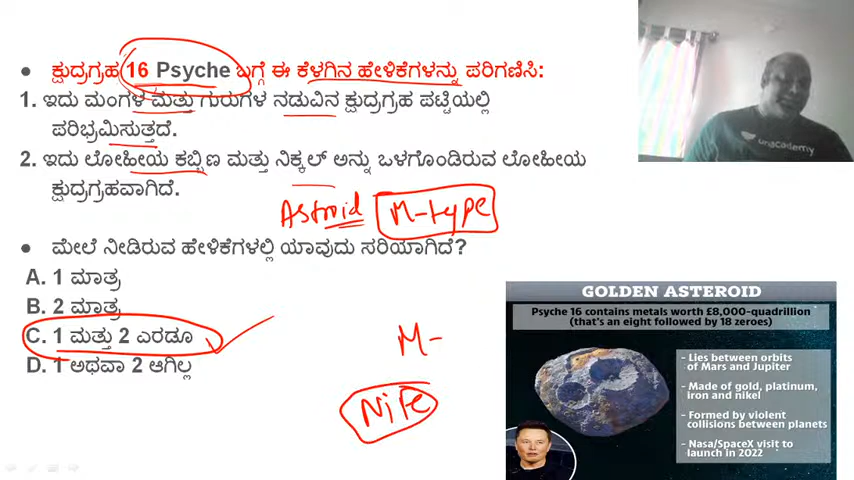 ● ಕ್ಷುದ್ರಗ್ರಹ 16 Psyche ಬಗ್ಗೆ ಈ ಕೆಳಗಿನ ಹೇಳಿಕೆಗಳನ್ನು ಪರಿಗಣಿಸಿ:
1. ಇದು ಮಂಗಳ ಮತ್ತು ಗುರುಗಳ ನಡುವಿನ ಕ್ಷುದ್ರಗ್ರಹ ಪಟ್ಟಿಯಲ್ಲಿ
ಪರಿಭ್ರಮಿಸುತ್ತದೆ.
2. ಇದು ಲೋಹೀಯ ಕಬ್ಬಿಣ ಮತ್ತು ನಿಕ್ಕಲ್ ಅನ್ನು ಒಳಗೊಂಡಿರುವ ಲೋಹೀಯ
ಕ್ಷುದ್ರಗ್ರಹವಾಗಿದೆ.
Astroid M-type
● ಮೇಲೆ ನೀಡಿರುವ ಹೇಳಿಕೆಗಳಲ್ಲಿ ಯಾವುದು ಸರಿಯಾಗಿದೆ?
A. 1 ಮಾತ್ರ
B. 2 ಮಾತ್ರ
C. 1 ಮತ್ತು 2 ಎರಡೂ
D. 1 ಅಥವಾ 2 ಆಗಿಲ್ಲ
M-
NiFe
unacademy
GOLDEN ASTEROID
Psyche 16 contains metals worth £8,000-quadrillion
(that's an eight followed by 18 zeroes)
- Lies between orbits
of Mars and Jupiter
- Made of gold, platinum,
iron and nikel
- Formed by violent
collisions between planets
- Nasa/SpaceX visit to
launch in 2022